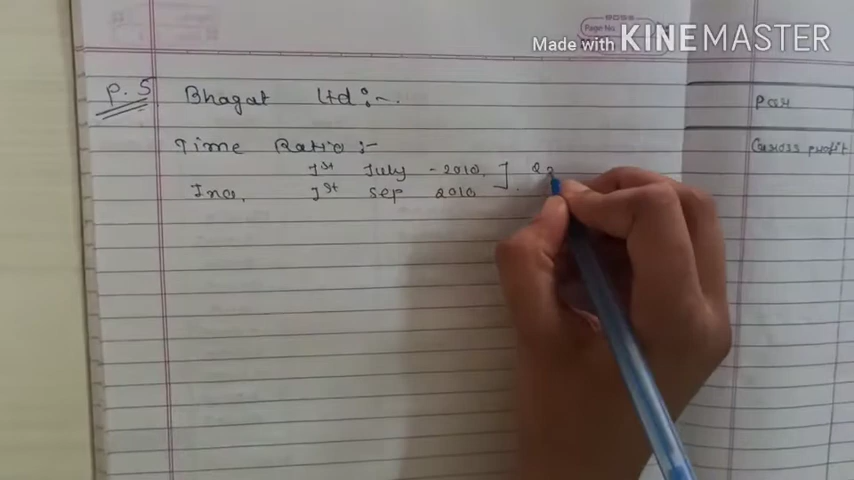 Page No.
Made with KINEMASTER
P. 5 Bhagat Ltd :-.
Time Ratio :-
1st July - 2010,
Inc. 1st Sep 2010
Par
Gross profit